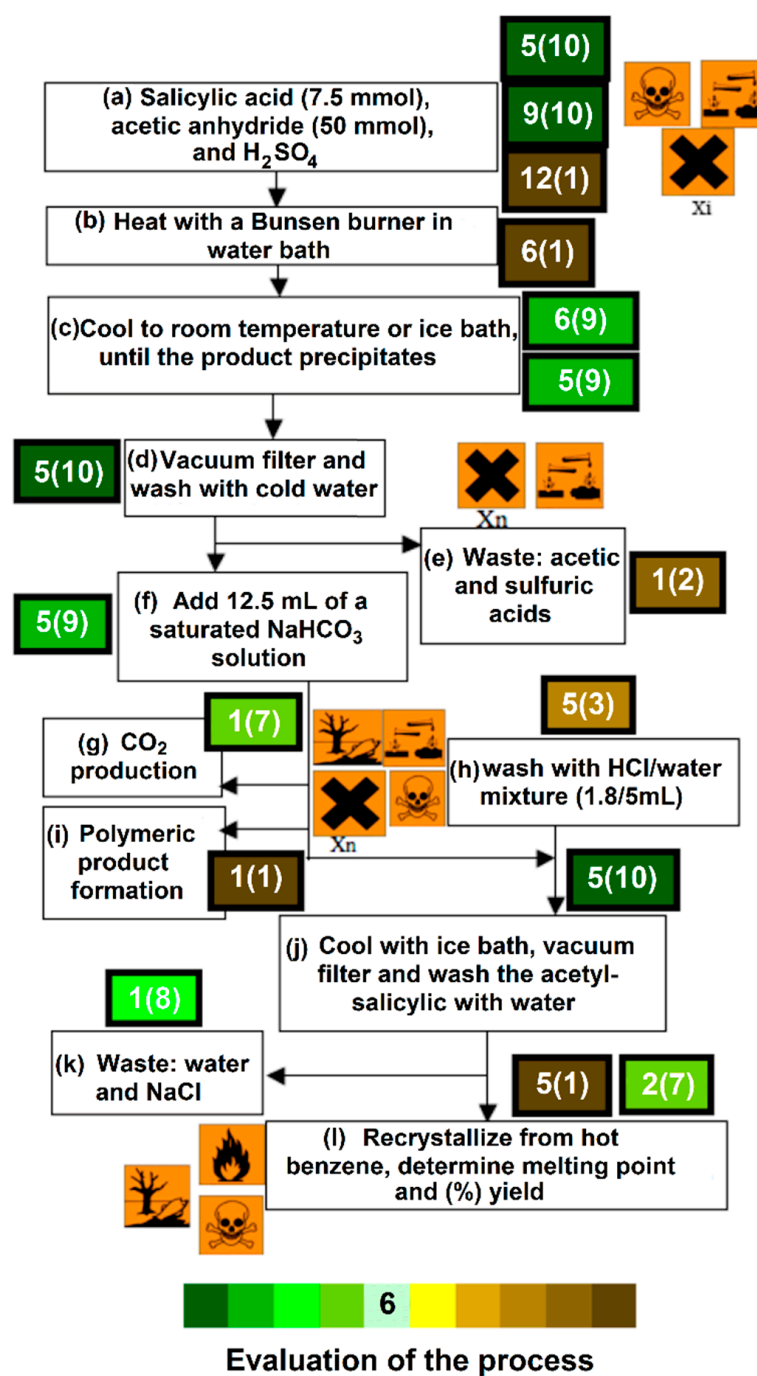 5(10)
(a) Salicylic acid (7.5 mmol),
acetic anhydride (50 mmol),
and H₂SO₄
9(10)
12(1)
Xi
(b) Heat with a Bunsen burner in
water bath
6(1)
(c) Cool to room temperature or ice bath,
until the product precipitates
6(9)
5(9)
5(10)
(d) Vacuum filter and
wash with cold water
Xn
(e) Waste: acetic
and sulfuric
acids
1(2)
5(9)
(f) Add 12.5 mL of a
saturated NaHCO₃
solution
1(7)
(g) CO₂
production
5(3)
(h) wash with HCl/water
mixture (1.8/5mL)
Xn
(i) Polymeric
product
formation
1(1)
5(10)
(j) Cool with ice bath, vacuum
filter and wash the acetyl-
salicylic with water
1(8)
(k) Waste: water
and NaCl
5(1)
2(7)
(l) Recrystallize from hot
benzene, determine melting point
and (%) yield
6
Evaluation of the process